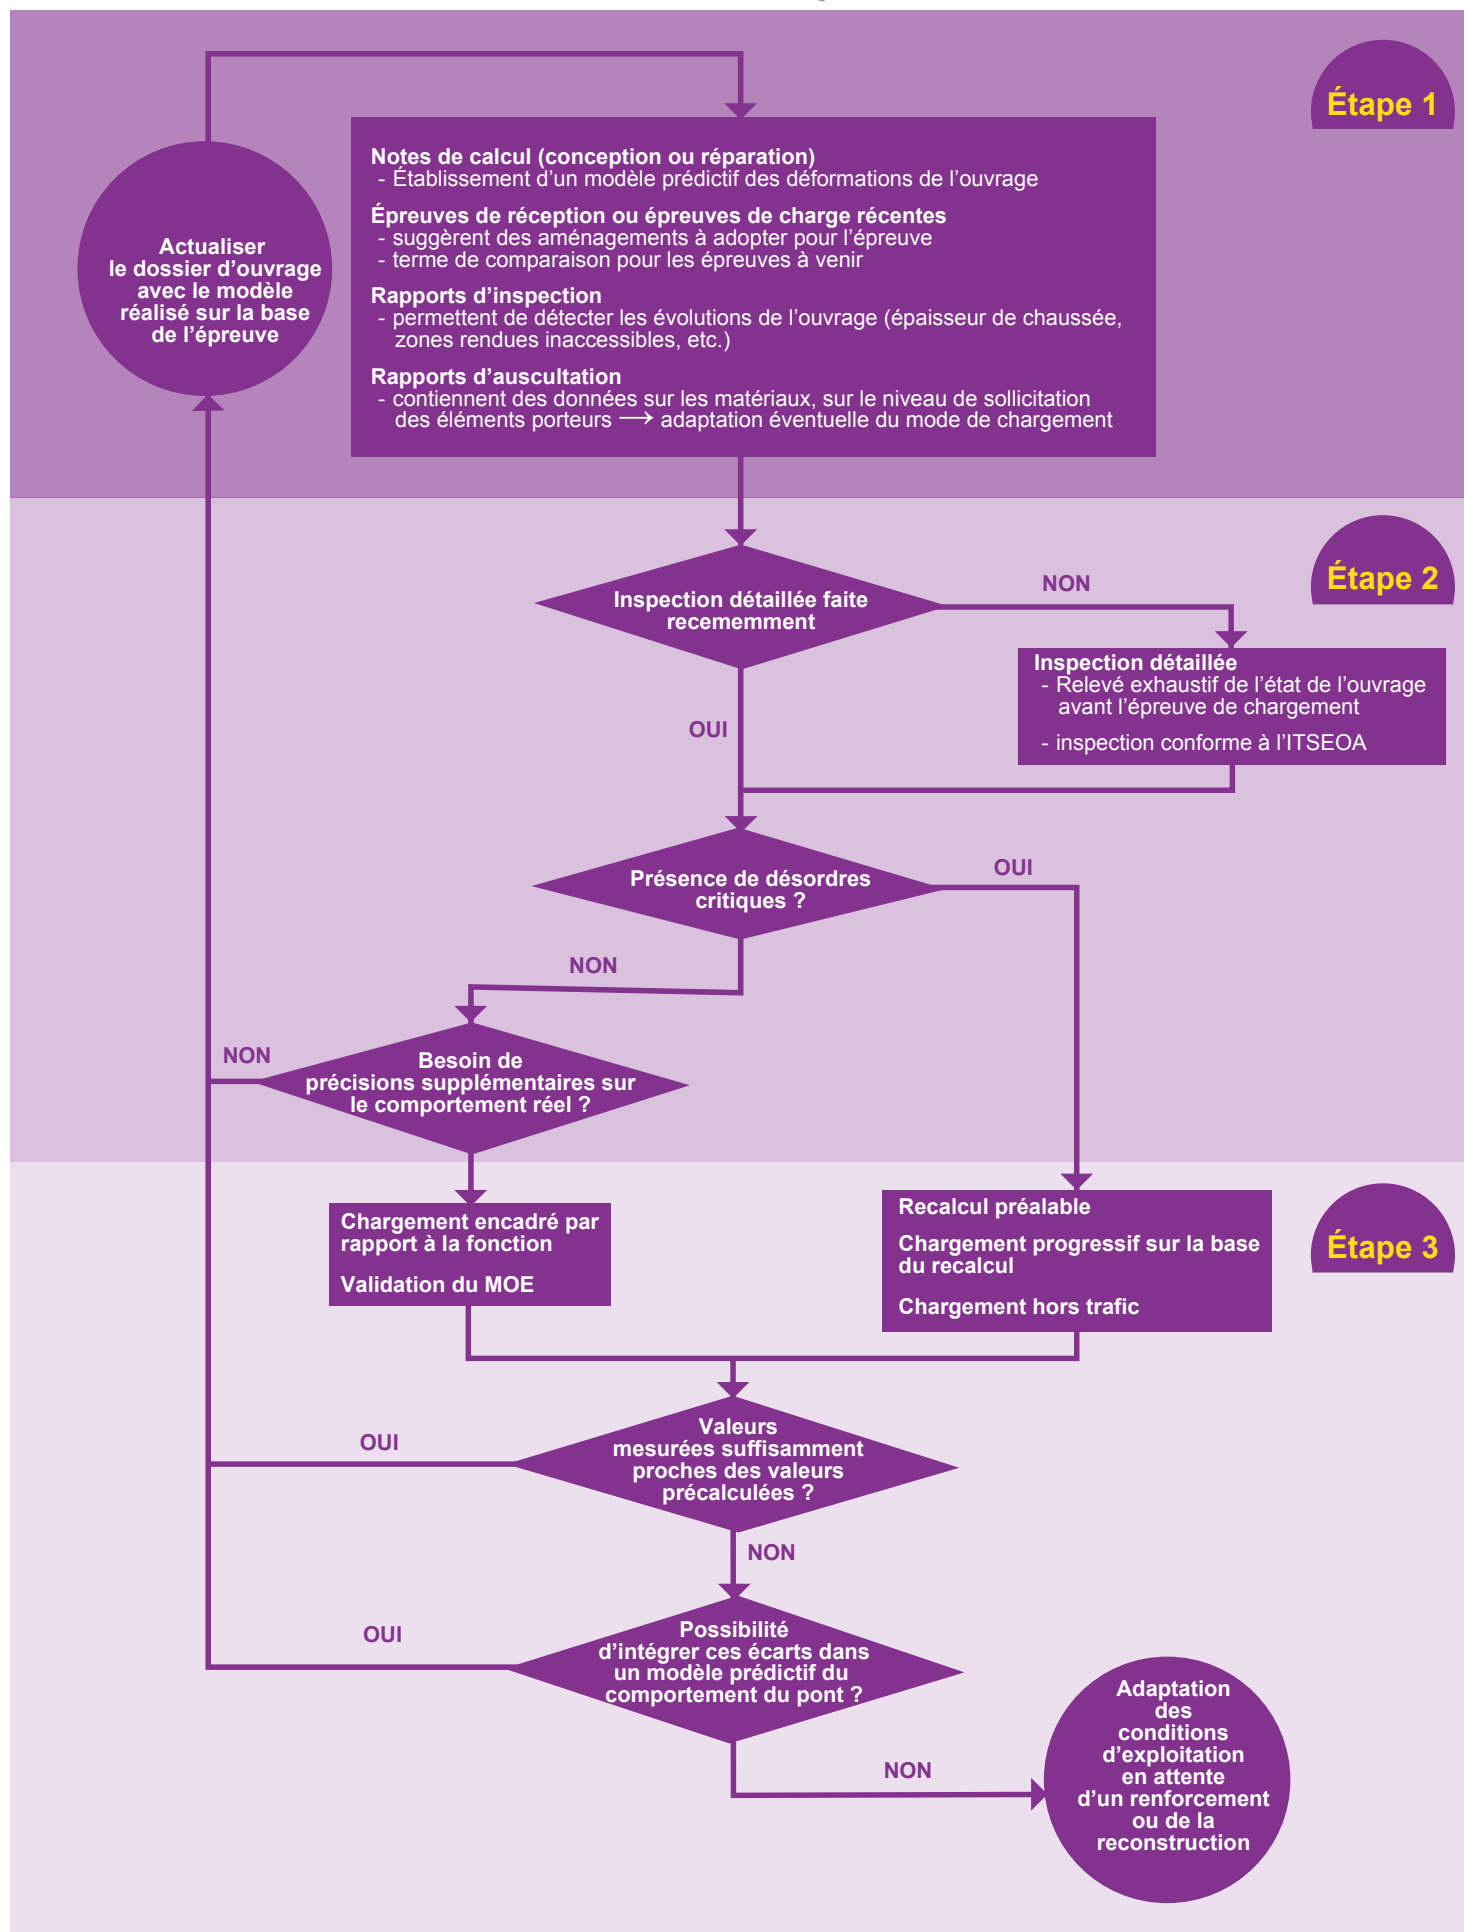 Étape 1
Notes de calcul (conception ou réparation)
- Établissement d’un modèle prédictif des déformations de l’ouvrage
Épreuves de réception ou épreuves de charge récentes
- suggèrent des aménagements à adopter pour l’épreuve
- terme de comparaison pour les épreuves à venir
Rapports d’inspection
- permettent de détecter les évolutions de l’ouvrage (épaisseur de chaussée,
zones rendues inaccessibles, etc.)
Rapports d’auscultation
- contiennent des données sur les matériaux, sur le niveau de sollicitation
des éléments porteurs → adaptation éventuelle du mode de chargement
Actualiser
le dossier d’ouvrage
avec le modèle
réalisé sur la base
de l’épreuve
Étape 2
Inspection détaillée faite
recememment
NON
Inspection détaillée
- Relevé exhaustif de l’état de l’ouvrage
avant l’épreuve de chargement
- inspection conforme à l’ITSEOA
OUI
Présence de désordres
critiques ?
OUI
NON
Besoin de
précisions supplémentaires sur
le comportement réel ?
NON
Étape 3
Chargement encadré par
rapport à la fonction
Validation du MOE
Recalcul préalable
Chargement progressif sur la base
du recalcul
Chargement hors trafic
Valeurs
mesurées suffisamment
proches des valeurs
précalculées ?
OUI
NON
Possibilité
d’intégrer ces écarts dans
un modèle prédictif du
comportement du pont ?
OUI
NON
Adaptation
des
conditions
d’exploitation
en attente
d’un renforcement
ou de la
reconstruction